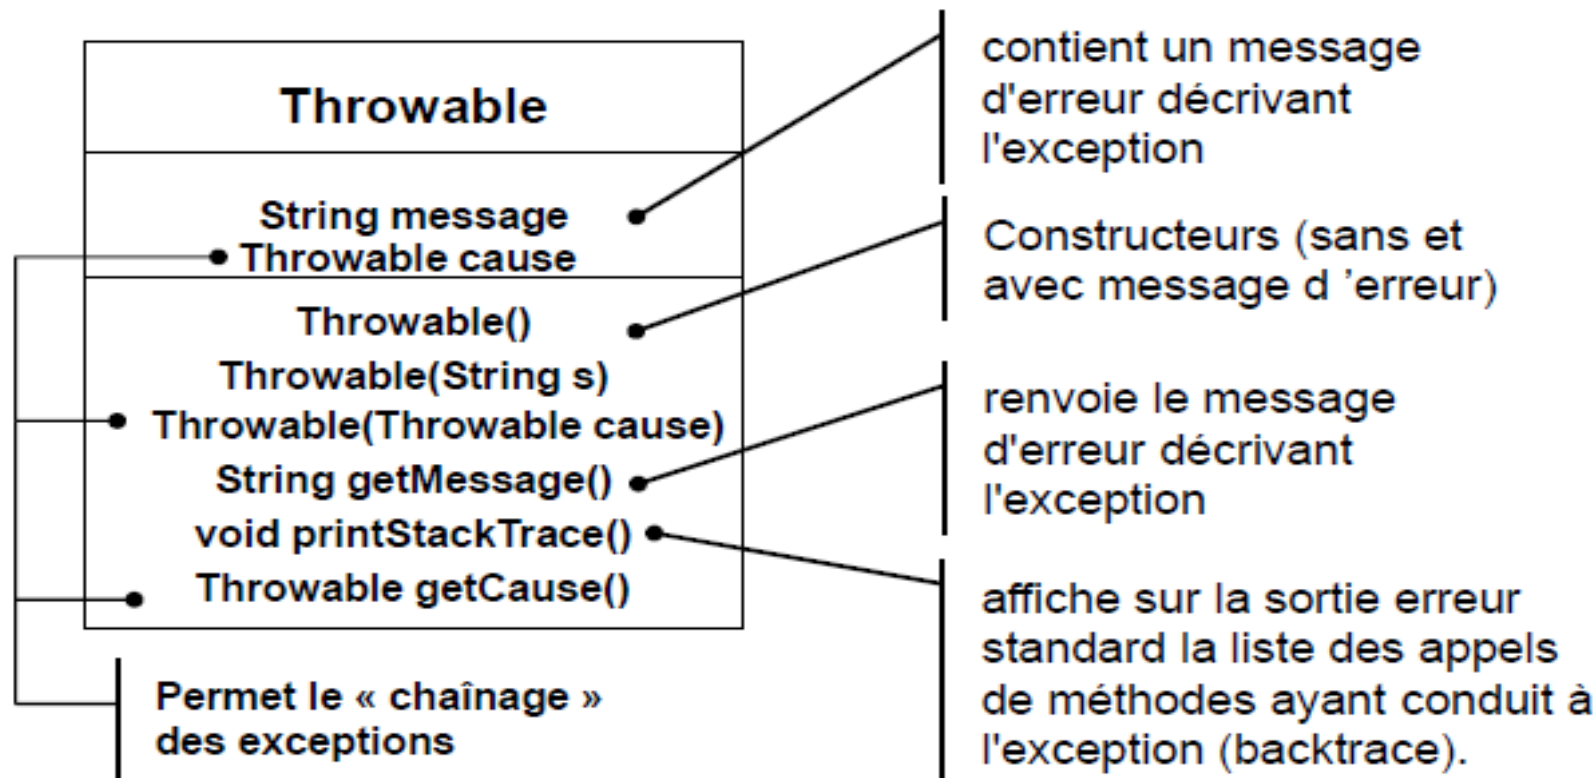 Throwable
String message
Throwable cause
Throwable()
Throwable(String s)
Throwable(Throwable cause)
String getMessage()
void printStackTrace()
Throwable getCause()
Permet le « chaînage »
des exceptions
contient un message
d'erreur décrivant
l'exception
Constructeurs (sans et
avec message d ’erreur)
renvoie le message
d'erreur décrivant
l'exception
affiche sur la sortie erreur
standard la liste des appels
de méthodes ayant conduit à
l'exception (backtrace).